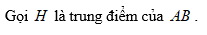 Gọi H là trung điểm của AB .